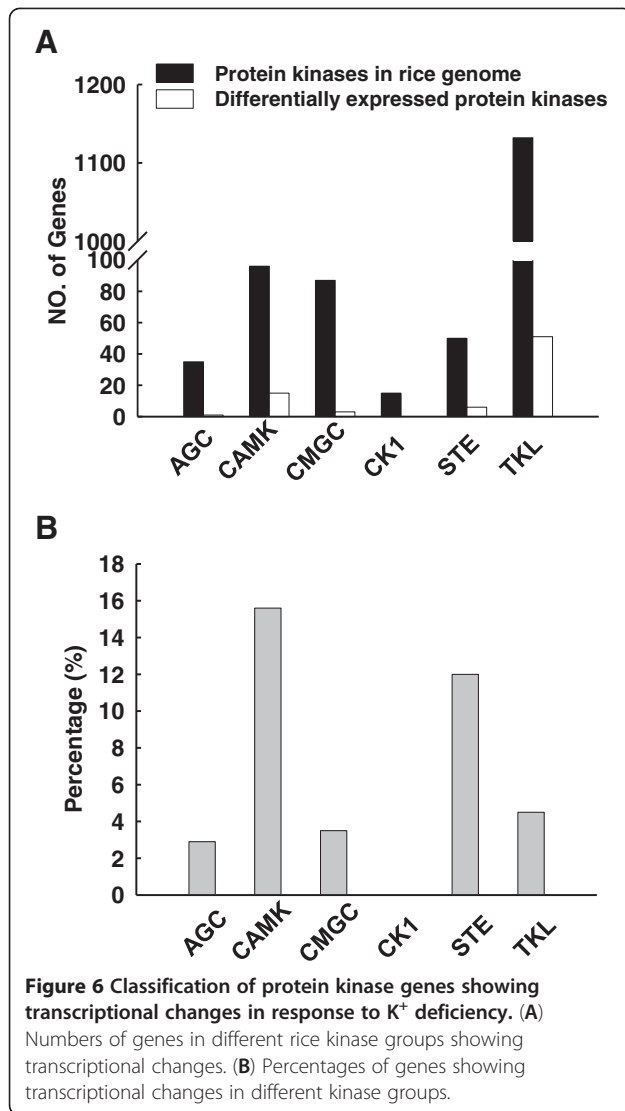 A
Protein kinases in rice genome
Differentially expressed protein kinases
1200
1100
1000
100
80
60
40
20
0
NO. of Genes
AGC
CAMK
CMGC
CK1
STE
TKL
B
18
16
14
12
10
8
6
4
2
0
Percentage (%)
AGC
CAMK
CMGC
CK1
STE
TKL
Figure 6 Classification of protein kinase genes showing
transcriptional changes in response to K⁺ deficiency. (A)
Numbers of genes in different rice kinase groups showing
transcriptional changes. (B) Percentages of genes showing
transcriptional changes in different kinase groups.